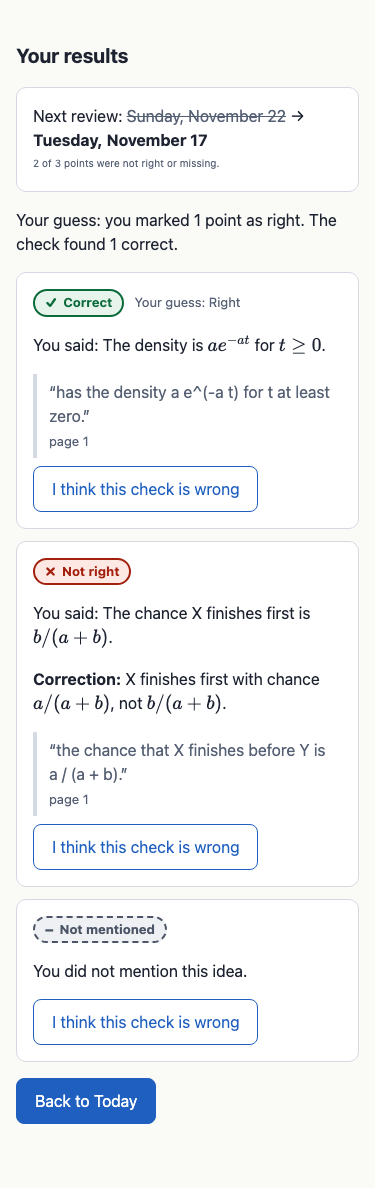 Your results
Next review: Sunday, November 22 →
Tuesday, November 17
2 of 3 points were not right or missing.
Your guess: you marked 1 point as right. The
check found 1 correct.
✓ Correct Your guess: Right
You said: The density is ae^{−at} for t ≥ 0.
“has the density a e^(-a t) for t at least
zero.”
page 1
I think this check is wrong
✕ Not right
You said: The chance X finishes first is
b/(a + b).
Correction: X finishes first with chance
a/(a + b), not b/(a + b).
“the chance that X finishes before Y is
a / (a + b).”
page 1
I think this check is wrong
– Not mentioned
You did not mention this idea.
I think this check is wrong
Back to Today